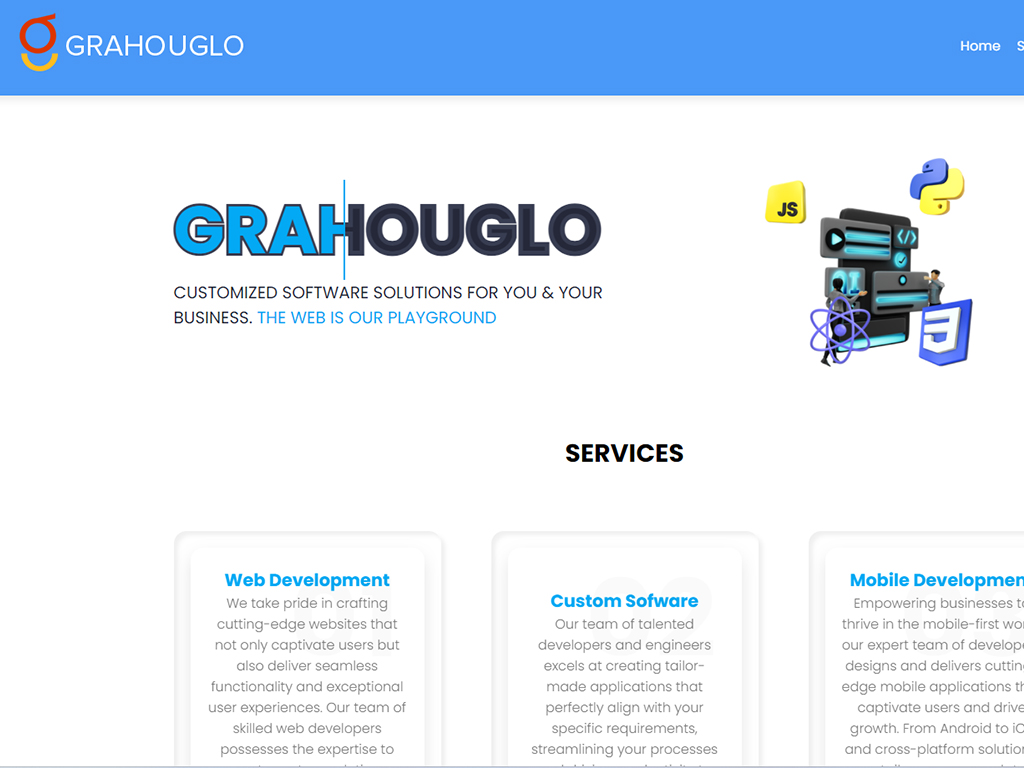 GRAHOUGLO
Home
GRAHOUGLO
JS
CUSTOMIZED SOFTWARE SOLUTIONS FOR YOU & YOUR
BUSINESS. THE WEB IS OUR PLAYGROUND
SERVICES
Web Development
We take pride in crafting
cutting-edge websites that
not only captivate users but
also deliver seamless
functionality and exceptional
user experiences. Our team of
skilled web developers
possesses the expertise to
Custom Sofware
Our team of talented
developers and engineers
excels at creating tailor-
made applications that
perfectly align with your
specific requirements,
streamlining your processes
Mobile Developmen
Empowering businesses to
thrive in the mobile-first wor
our expert team of develope
designs and delivers cuttin
edge mobile applications th
captivate users and drive
growth. From Android to iO
and cross-platform solution